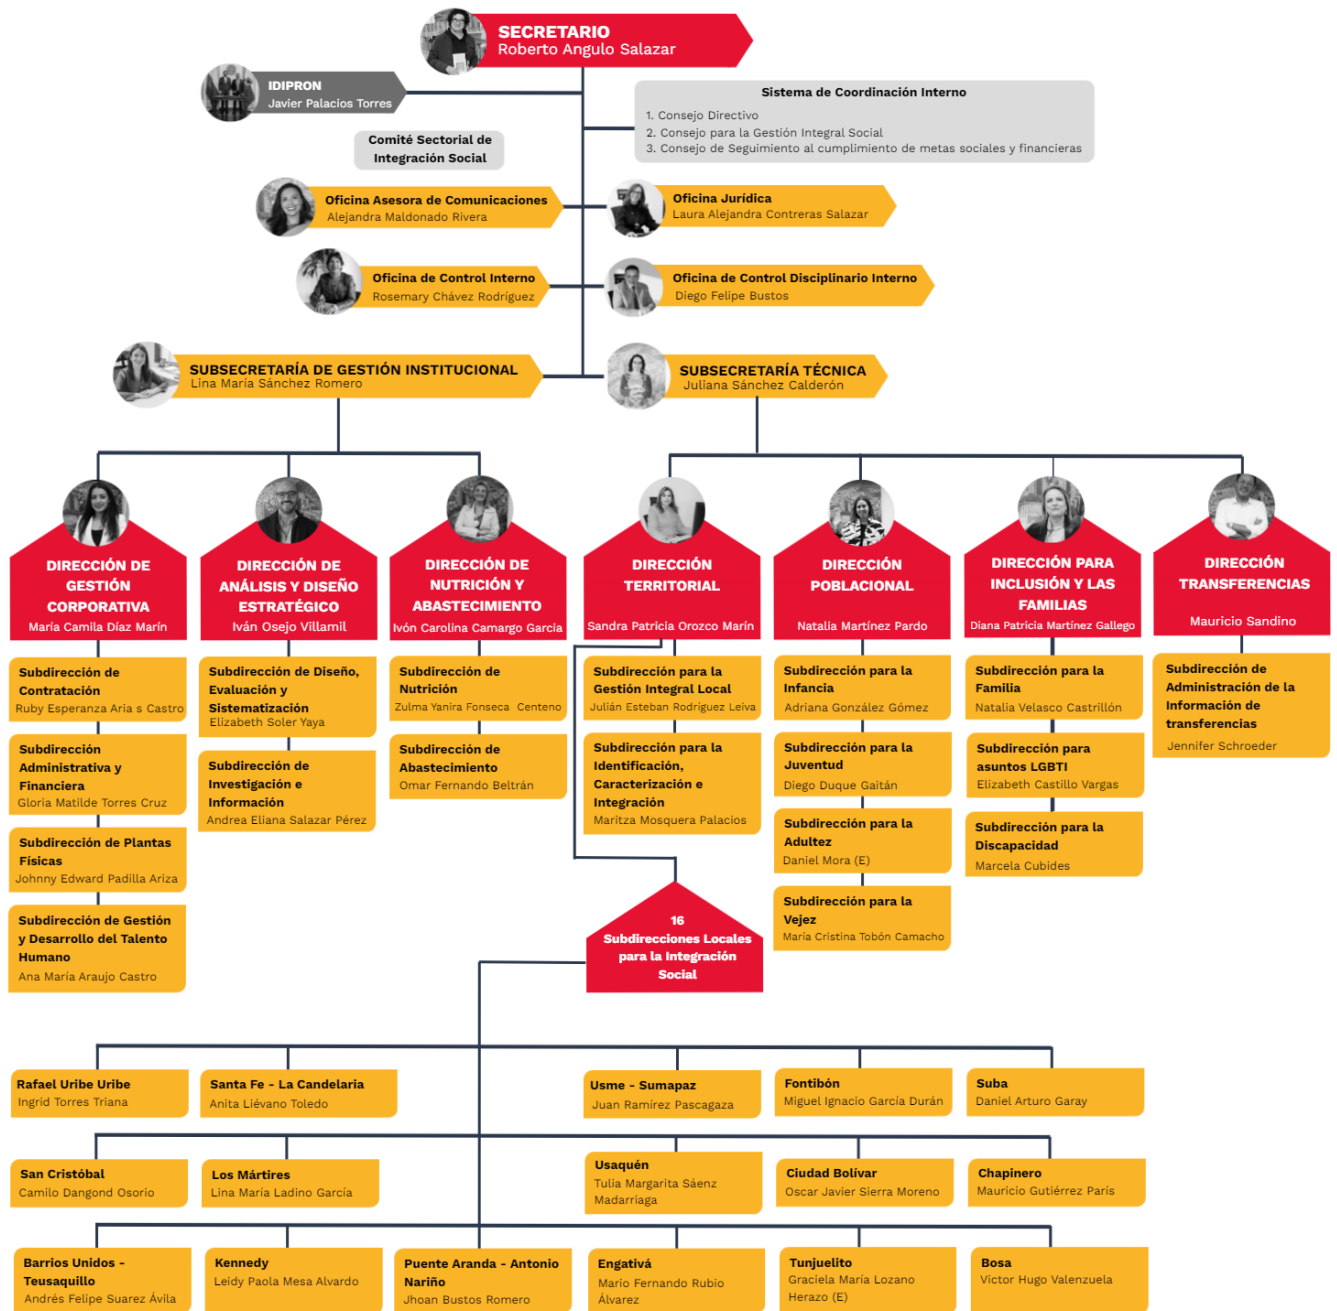 SECRETARIO
Roberto Angulo Salazar
IDIPRON
Javier Palacios Torres
Sistema de Coordinación Interno
1. Consejo Directivo
2. Consejo para la Gestión Integral Social
3. Consejo de Seguimiento al cumplimiento de metas sociales y financieras
Comité Sectorial de
Integración Social
Oficina Asesora de Comunicaciones
Alejandra Maldonado Rivera
Oficina Jurídica
Laura Alejandra Contreras Salazar
Oficina de Control Interno
Rosemary Chávez Rodríguez
Oficina de Control Disciplinario Interno
Diego Felipe Bustos
SUBSECRETARÍA DE GESTIÓN INSTITUCIONAL
Lina María Sánchez Romero
SUBSECRETARÍA TÉCNICA
Juliana Sánchez Calderón
DIRECCIÓN DE
GESTIÓN
CORPORATIVA
María Camila Díaz Marín
DIRECCIÓN DE
ANÁLISIS Y DISEÑO
ESTRATÉGICO
Iván Osejo Villamil
DIRECCIÓN DE
NUTRICIÓN Y
ABASTECIMIENTO
Ivón Carolina Camargo Garcia
DIRECCIÓN
TERRITORIAL
Sandra Patricia Orozco Marín
DIRECCIÓN
POBLACIONAL
Natalia Martínez Pardo
DIRECCIÓN PARA
INCLUSIÓN Y LAS
FAMILIAS
Diana Patricia Martínez Gallego
DIRECCIÓN
TRANSFERENCIAS
Mauricio Sandino
Subdirección de
Contratación
Ruby Esperanza Aria s Castro
Subdirección
Administrativa y
Financiera
Gloria Matilde Torres Cruz
Subdirección de Plantas
Físicas
Johnny Edward Padilla Ariza
Subdirección de Gestión
y Desarrollo del Talento
Humano
Ana María Araujo Castro
Subdirección de Diseño,
Evaluación y
Sistematización
Elizabeth Soler Yaya
Subdirección de
Investigación e
Información
Andrea Eliana Salazar Pérez
Subdirección de
Nutrición
Zulma Yanira Fonseca Centeno
Subdirección de
Abastecimiento
Omar Fernando Beltrán
Subdirección para la
Gestión Integral Local
Julián Esteban Rodríguez Leiva
Subdirección para la
Identificación,
Caracterización e
Integración
Maritza Mosquera Palacios
Subdirección para la
Infancia
Adriana González Gómez
Subdirección para la
Juventud
Diego Duque Gaitán
Subdirección para la
Adultez
Daniel Mora (E)
Subdirección para la
Vejez
María Cristina Tobón Camacho
Subdirección para la
Familia
Natalia Velasco Castrillón
Subdirección para
asuntos LGBTI
Elizabeth Castillo Vargas
Subdirección para la
Discapacidad
Marcela Cubides
Subdirección de
Administración de la
Información de
transferencias
Jennifer Schroeder
16
Subdirecciones Locales
para la Integración
Social
Rafael Uribe Uribe
Ingrid Torres Triana
Santa Fe - La Candelaria
Anita Liévano Toledo
Usme - Sumapaz
Juan Ramírez Pascagaza
Fontibón
Miguel Ignacio García Durán
Suba
Daniel Arturo Garay
San Cristóbal
Camilo Dangond Osorio
Los Mártires
Lina María Ladino García
Usaquén
Tulia Margarita Sáenz
Madarriaga
Ciudad Bolívar
Oscar Javier Sierra Moreno
Chapinero
Mauricio Gutiérrez París
Barrios Unidos -
Teusaquillo
Andrés Felipe Suarez Ávila
Kennedy
Leidy Paola Mesa Alvardo
Puente Aranda - Antonio
Nariño
Jhoan Bustos Romero
Engativá
Mario Fernando Rubio
Álvarez
Tunjuelito
Graciela María Lozano
Herazo (E)
Bosa
Victor Hugo Valenzuela